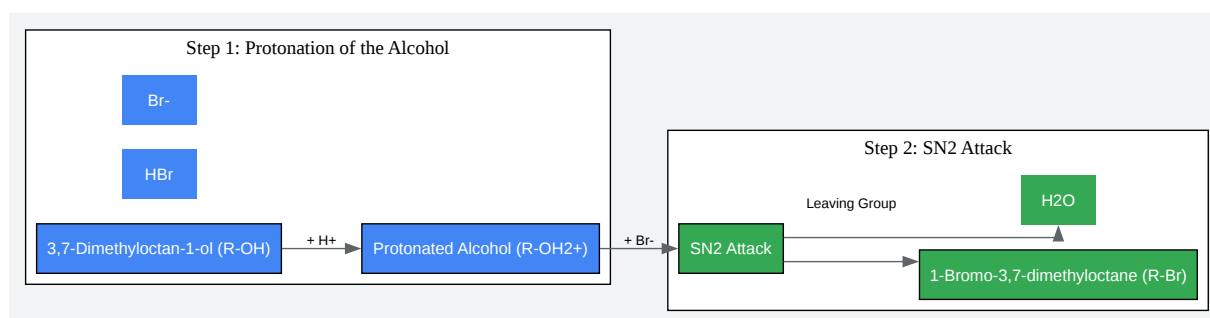 Step 1: Protonation of the Alcohol
Br-
HBr
3,7-Dimethyloctan-1-ol (R-OH)
+ H+
Protonated Alcohol (R-OH2+)
+ Br-
Step 2: SN2 Attack
Leaving Group
H2O
SN2 Attack
1-Bromo-3,7-dimethyloctane (R-Br)